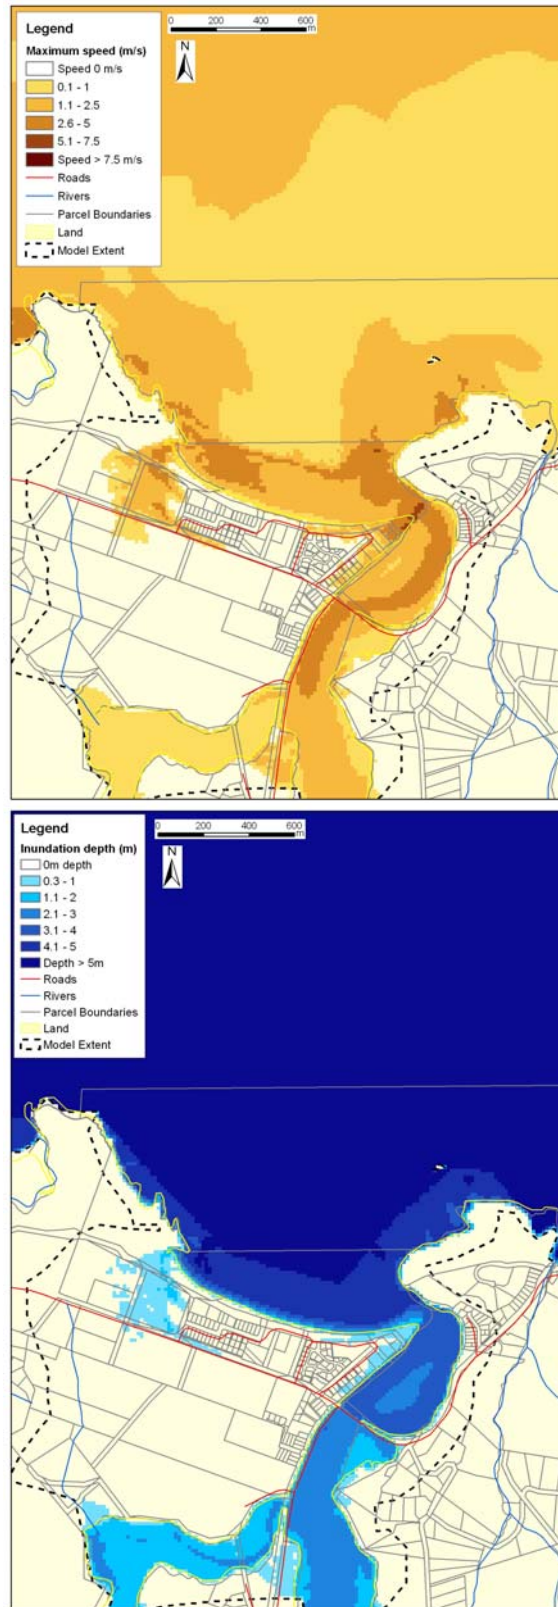 Legend
Maximum speed (m/s)
Speed 0 m/s
0.1 - 1
1.1 - 2.5
2.6 - 5
5.1 - 7.5
Speed > 7.5 m/s
Roads
Rivers
Parcel Boundaries
Land
Model Extent
0 200 400 600
m
N
Legend
Inundation depth (m)
0m depth
0.3 - 1
1.1 - 2
2.1 - 3
3.1 - 4
4.1 - 5
Depth > 5m
Roads
Rivers
Parcel Boundaries
Land
Model Extent
0 200 400 600
m
N